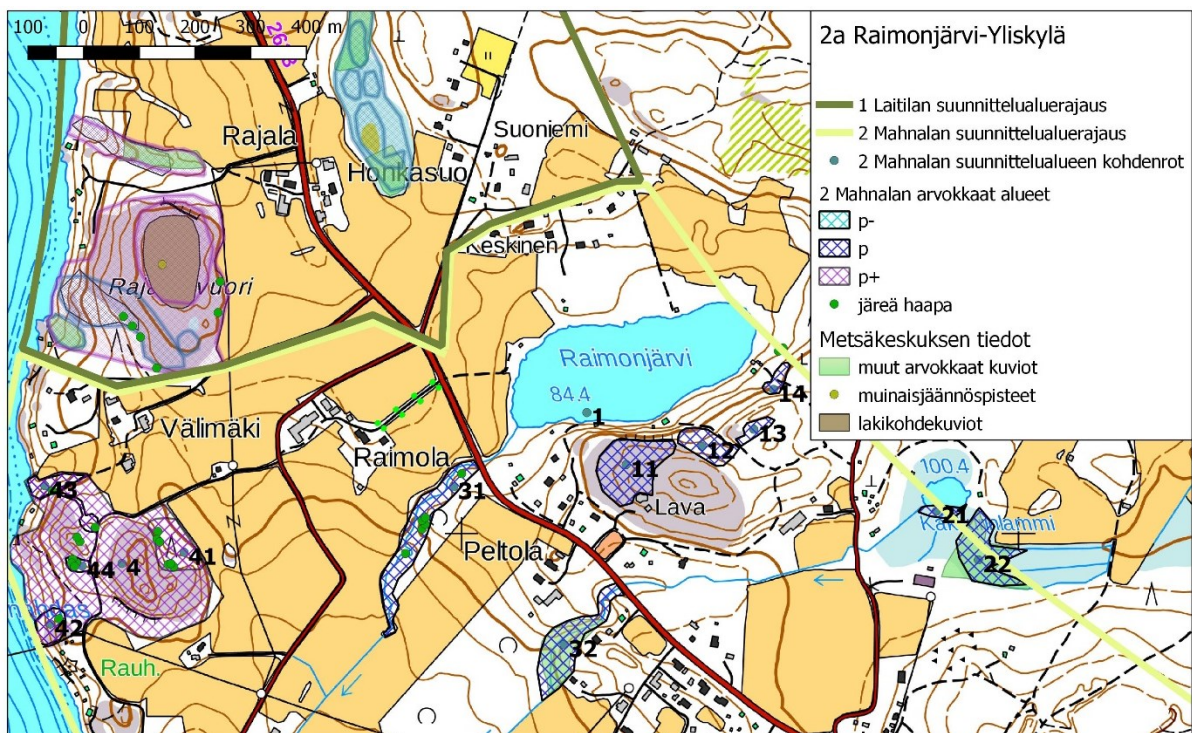 100 0 100 200 300 400 m
2a Raimonjärvi-Yliskylä
1 Laitilan suunnittelualuerajaus
2 Mahnalan suunnittelualuerajaus
2 Mahnalan suunnittelualueen kohdenrot
2 Mahnalan arvokkaat alueet
p-
p
p+
järeä haapa
Metsäkeskuksen tiedot
muut arvokkaat kuviot
muinaisjäännöspisteet
lakikohdekuviot
Rajala
Suoniemi
Honkasuo
Keskinen
Raimonjärvi
84.4
1
14
13
12
11
Välimäki
Raimola
31
Lava
100.4
43
Peltola
21
41
44
4
22
42
32
Rauh.